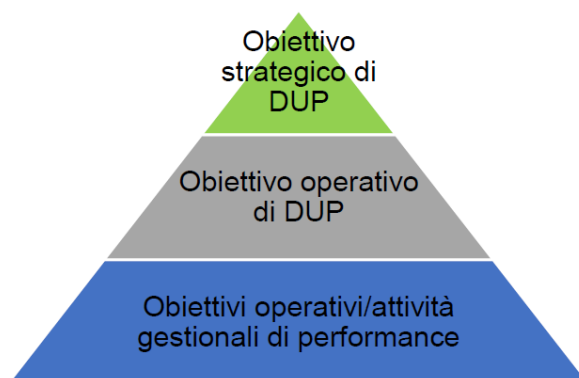 Obiettivo
strategico di
DUP
Obiettivo operativo
di DUP
Obiettivi operativi/attività
gestionali di performance